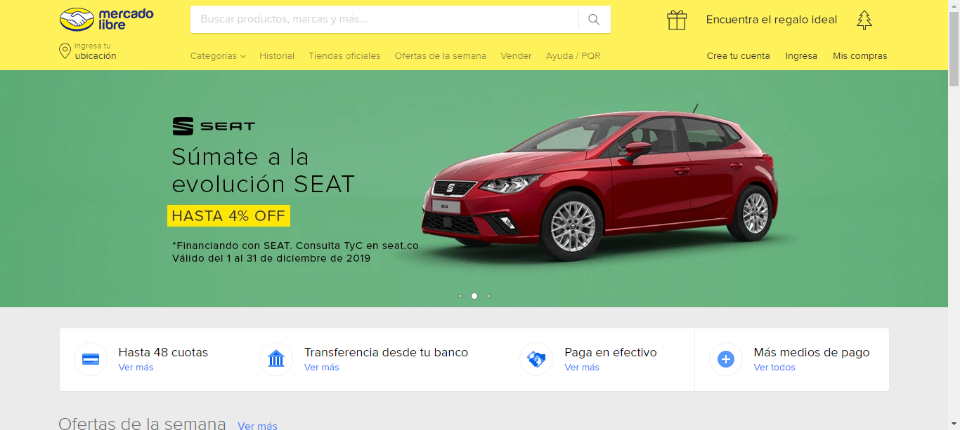 mercado
libre
Buscar productos, marcas y más...
Encuentra el regalo ideal
Ingresa tu
ubicación
Categorías Historial Tiendas oficiales Ofertas de la semana Vender Ayuda / PQR Crea tu cuenta Ingresa Mis compras
SEAT
Súmate a la
evolución SEAT
HASTA 4% OFF
*Financiando con SEAT. Consulta TyC en seat.co
Válido del 1 al 31 de diciembre de 2019
Hasta 48 cuotas
Ver más
Transferencia desde tu banco
Ver más
Paga en efectivo
Ver más
Más medios de pago
Ver todos
Ofertas de la semana Ver más